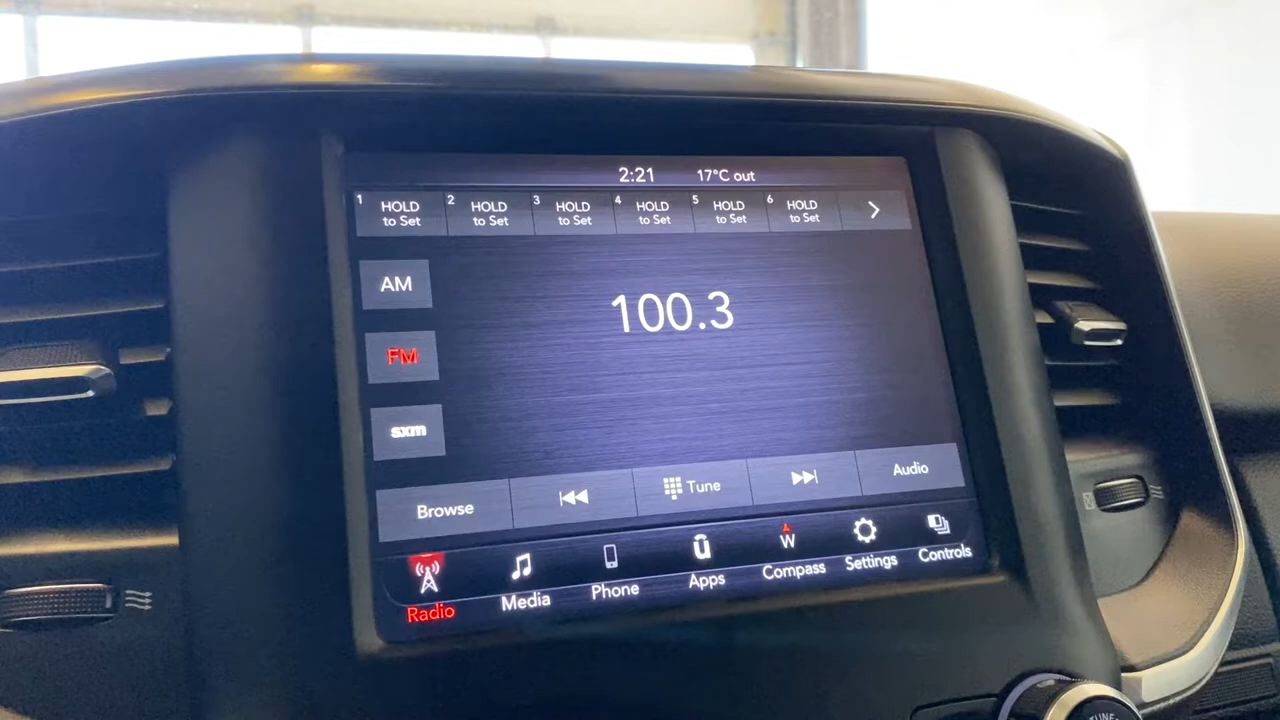 2:21 17°C out
1 HOLD to Set
2 HOLD to Set
3 HOLD to Set
4 HOLD to Set
5 HOLD to Set
6 HOLD to Set
AM
100.3
FM
sxm
Browse
Tune
Audio
Radio
Media
Phone
û
Apps
W
Compass
Settings
Controls
TUNE